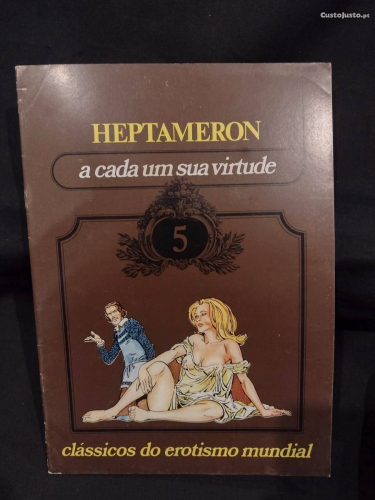 CustoJusto.pt
HEPTAMERON
a cada um sua virtude
5
clássicos do erotismo mundial